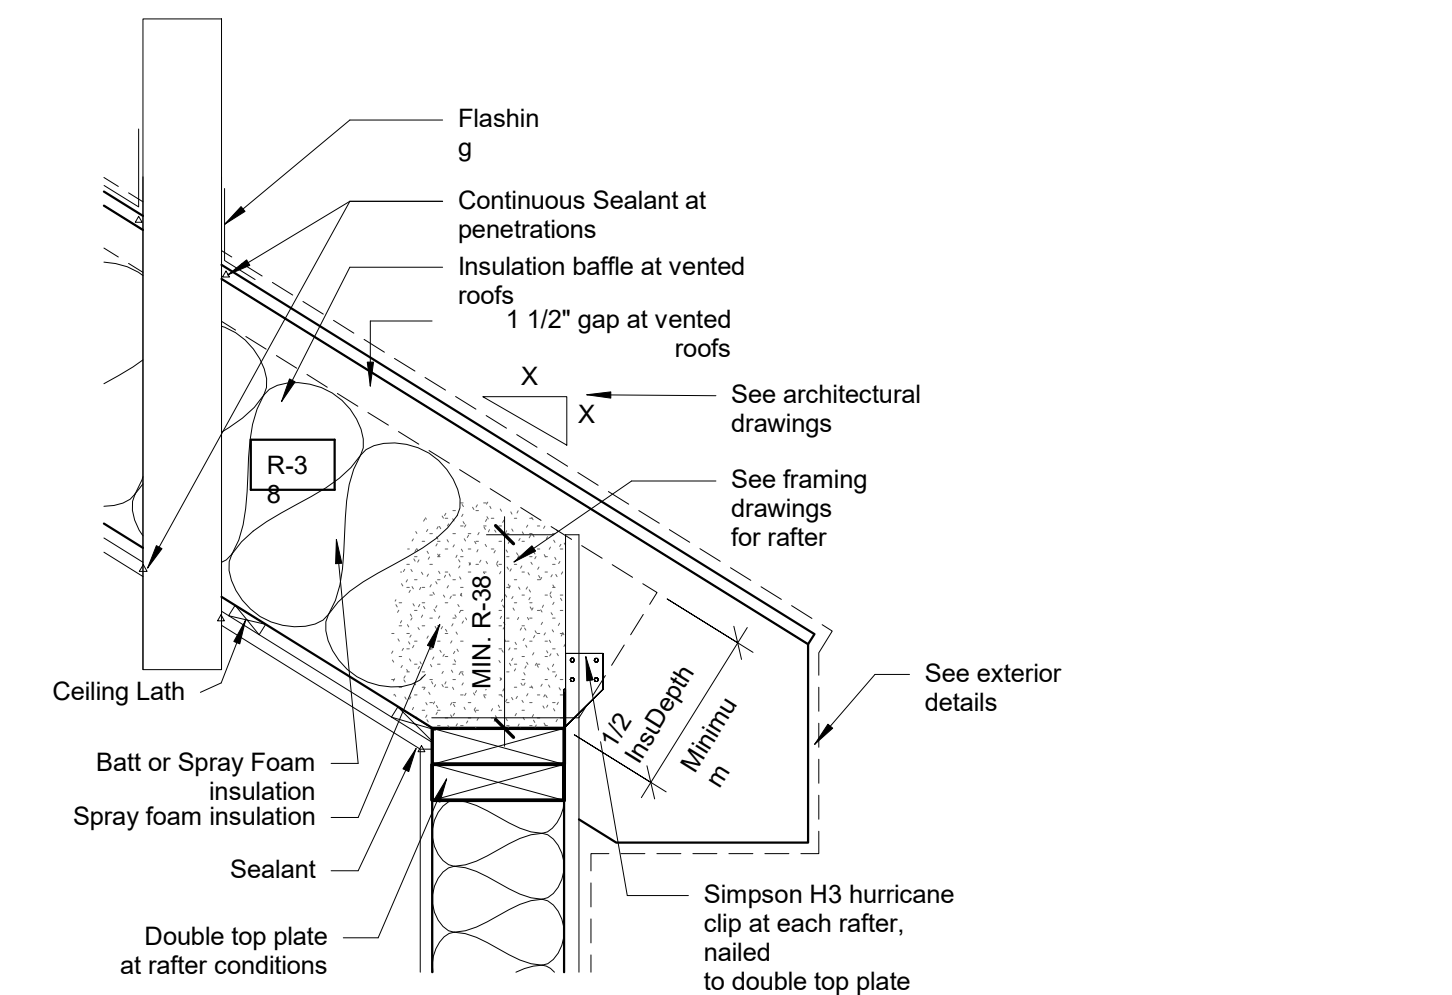 Flashin
g
Continuous Sealant at
penetrations
Insulation baffle at vented
roofs
1 1/2" gap at vented
roofs
X
X
See architectural
drawings
R-3
8
See framing
drawings
for rafter
MIN. R-38
1/2
InsuDepth
Minimu
m
See exterior
details
Ceiling Lath
Batt or Spray Foam
insulation
Spray foam insulation
Sealant
Double top plate
at rafter conditions
Simpson H3 hurricane
clip at each rafter,
nailed
to double top plate